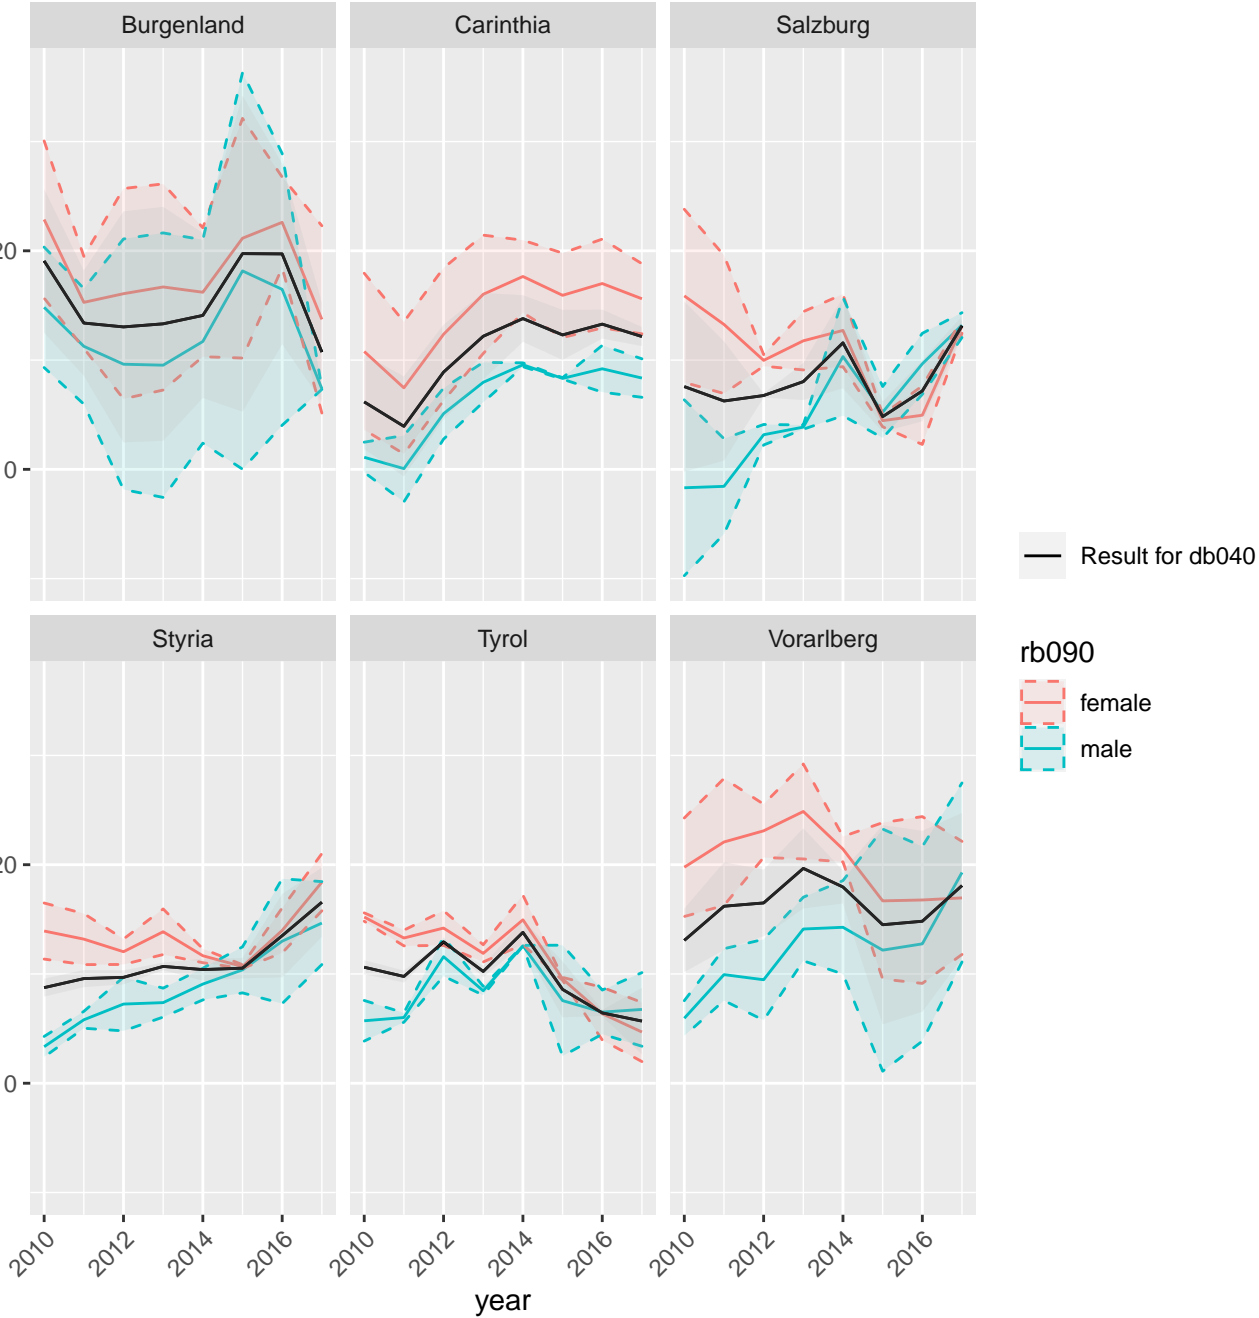 Burgenland Carinthia Salzburg
20
0
Result for db040
Styria Tyrol Vorarlberg
rb090
female
male
20
0
2010 2012 2014 2016 2010 2012 2014 2016 2010 2012 2014 2016
year